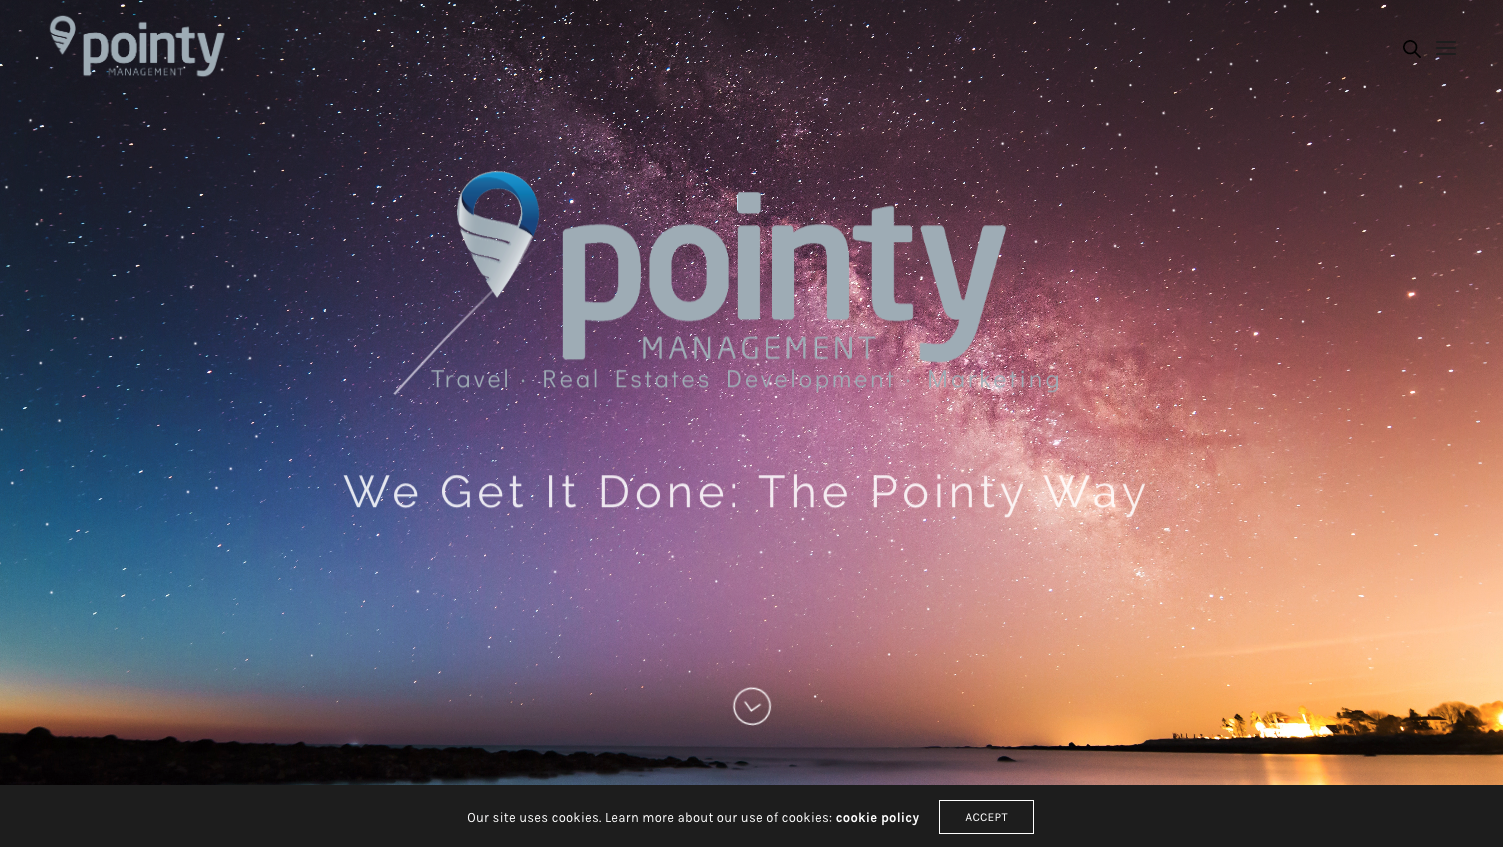 pointy
MANAGEMENT
pointy
MANAGEMENT
Travel · Real Estates Development · Marketing
We Get It Done: The Pointy Way
Our site uses cookies. Learn more about our use of cookies: cookie policy
ACCEPT